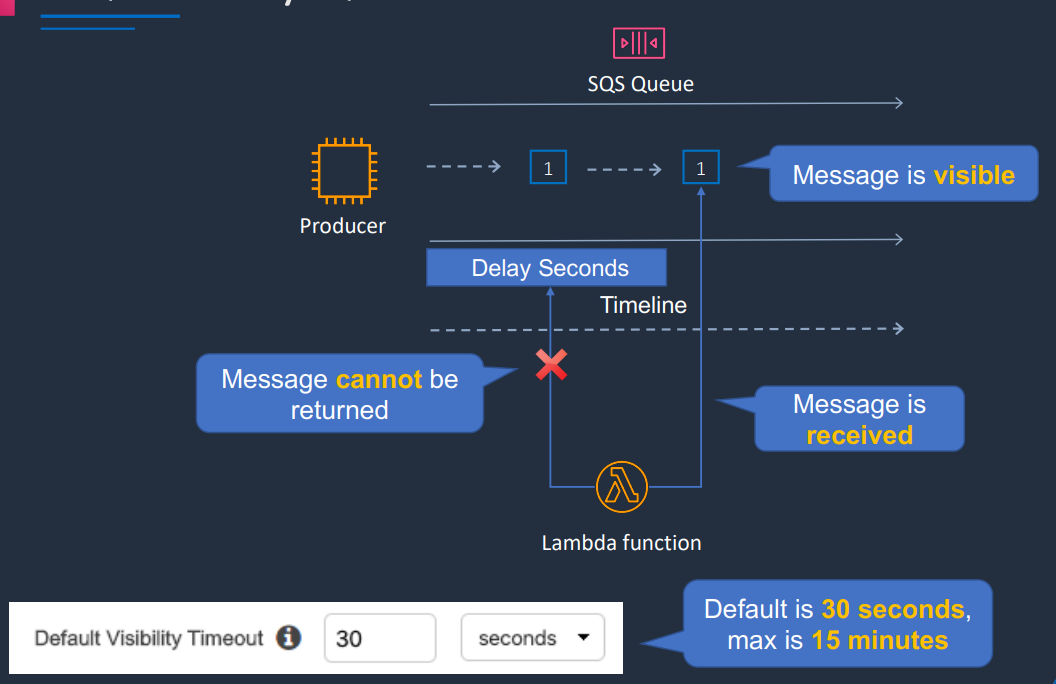 SQS Queue
1
1
Message is visible
Producer
Delay Seconds
Timeline
Message cannot be
returned
Message is
received
Lambda function
Default Visibility Timeout
30
seconds
Default is 30 seconds,
max is 15 minutes